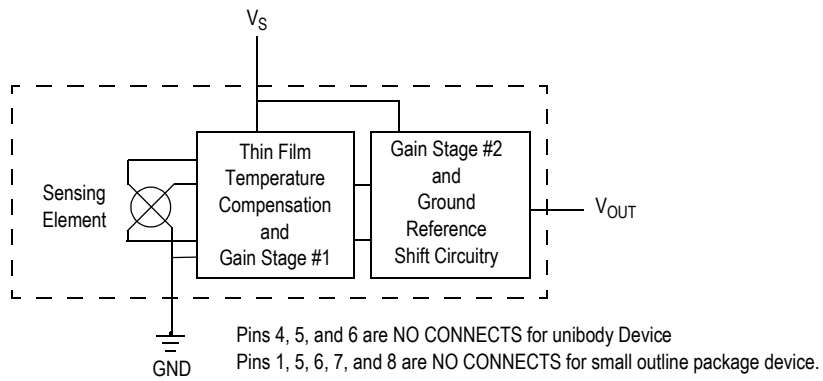 V_S
Sensing
Element
Thin Film
Temperature
Compensation
and
Gain Stage #1
Gain Stage #2
and
Ground
Reference
Shift Circuitry
V_OUT
GND
Pins 4, 5, and 6 are NO CONNECTS for unibody Device
Pins 1, 5, 6, 7, and 8 are NO CONNECTS for small outline package device.